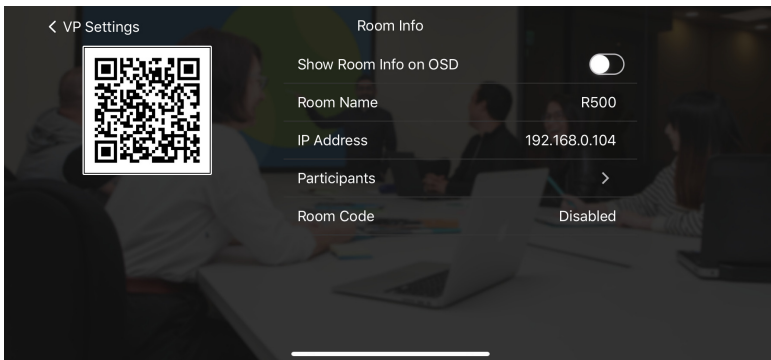 VP Settings
Room Info
Show Room Info on OSD
Room Name R500
IP Address 192.168.0.104
Participants
Room Code Disabled